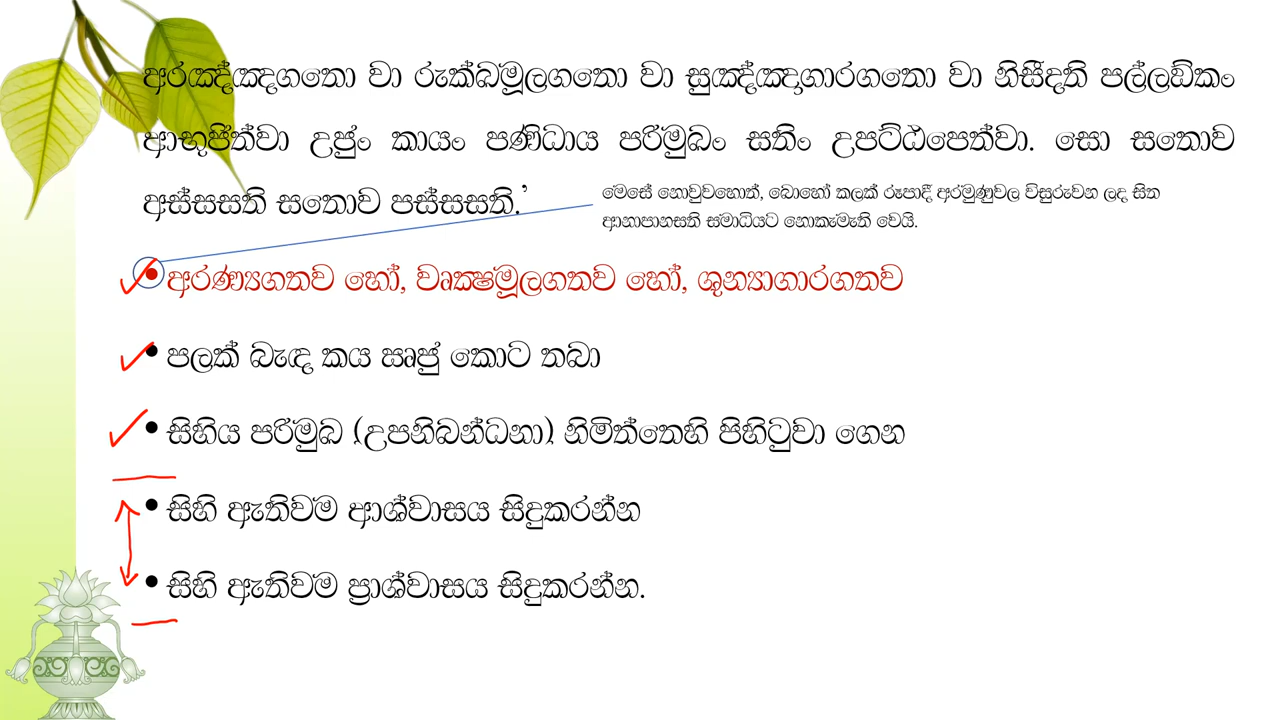 අරඤ්ඤගතො වා රුක්ඛමූලගතො වා සුඤ්ඤාගාරගතො වා නිසීදති පල්ලඞ්කං
ආභුජිත්වා උජුං කායං පණිධාය පරිමුඛං සතිං උපට්ඨපෙත්වා. සො සතොව
අස්සසති සතොව පස්සසති.’
මෙසේ නොවුවහොත්, බොහෝ කලක් රූපාදී අරමුණුවල විසුරුවන ලද සිත
ආනාපානසති සමාධියට නොකැමැති වෙයි.
• අරණ්‍යගතව හෝ, වෘක්ෂමූලගතව හෝ, ශුන්‍යාගාරගතව
• පලක් බැඳ කය ඍජු කොට තබා
• සිහිය පරිමුඛ (උපනිබන්ධනා) නිමිත්තෙහි පිහිටුවා ගෙන
• සිහි ඇතිවම ආශ්වාසය සිදුකරන්න
• සිහි ඇතිවම ප්‍රාශ්වාසය සිදුකරන්න.